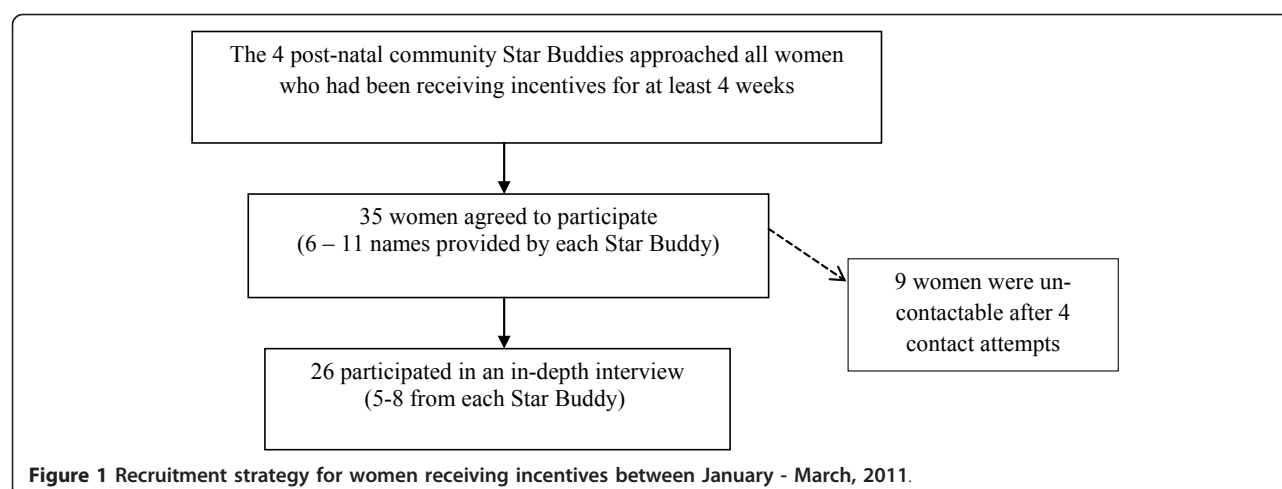 The 4 post-natal community Star Buddies approached all women
who had been receiving incentives for at least 4 weeks
35 women agreed to participate
(6 – 11 names provided by each Star Buddy)
9 women were un-
contactable after 4
contact attempts
26 participated in an in-depth interview
(5-8 from each Star Buddy)
Figure 1 Recruitment strategy for women receiving incentives between January - March, 2011.